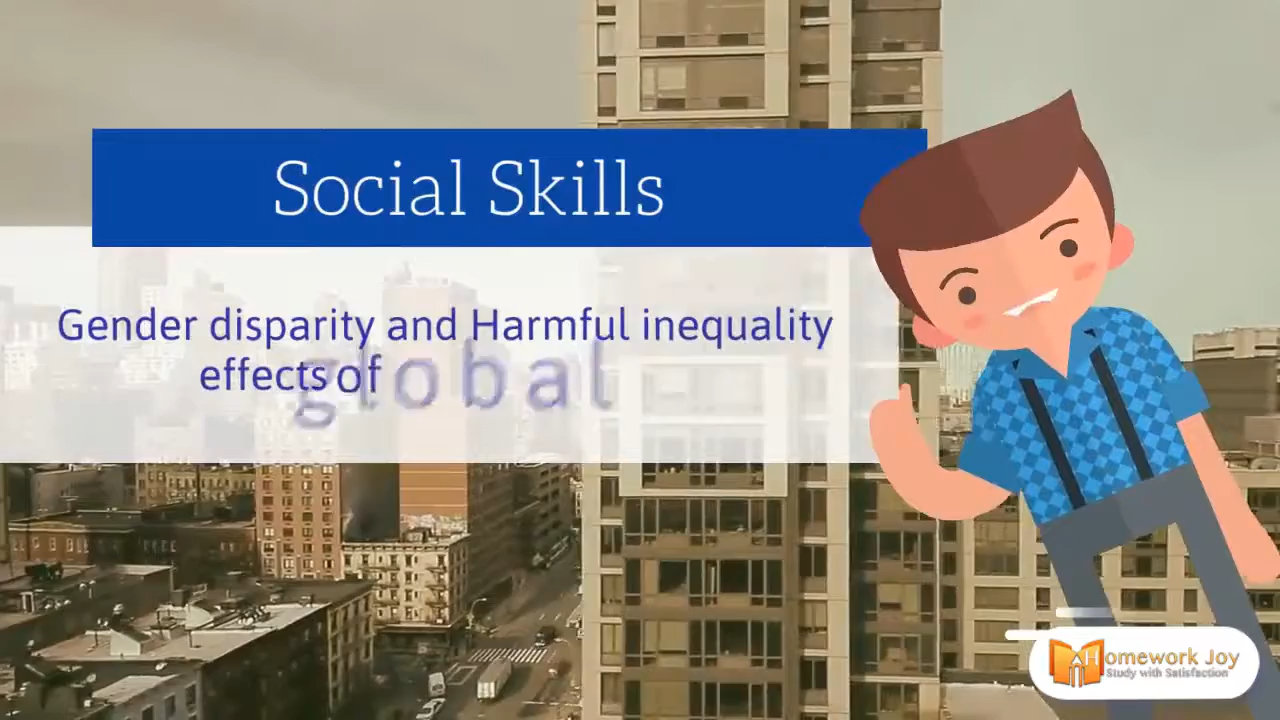 Social Skills
Gender disparity and Harmful inequality
effects of global
Homework Joy
Study with Satisfaction